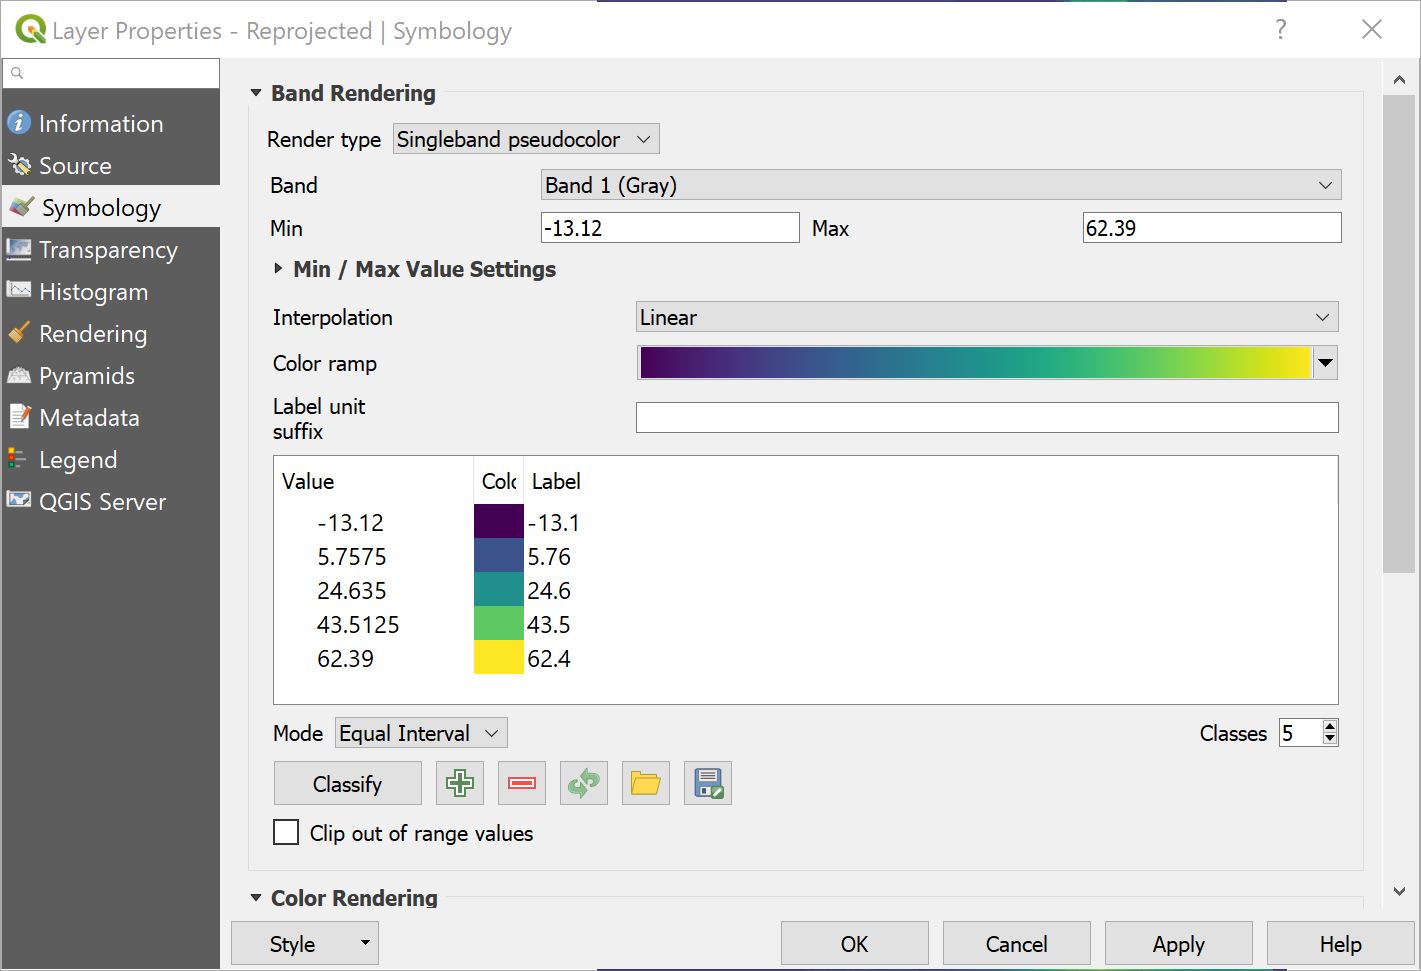 Layer Properties - Reprojected | Symbology
?
Information
Source
Symbology
Transparency
Histogram
Rendering
Pyramids
Metadata
Legend
QGIS Server
Band Rendering
Render type Singleband pseudocolor
Band Band 1 (Gray)
Min -13.12 Max 62.39
Min / Max Value Settings
Interpolation Linear
Color ramp
Label unit
suffix
Value Colo Label
-13.12 -13.1
5.7575 5.76
24.635 24.6
43.5125 43.5
62.39 62.4
Mode Equal Interval Classes 5
Classify
Clip out of range values
Color Rendering
Style OK Cancel Apply Help